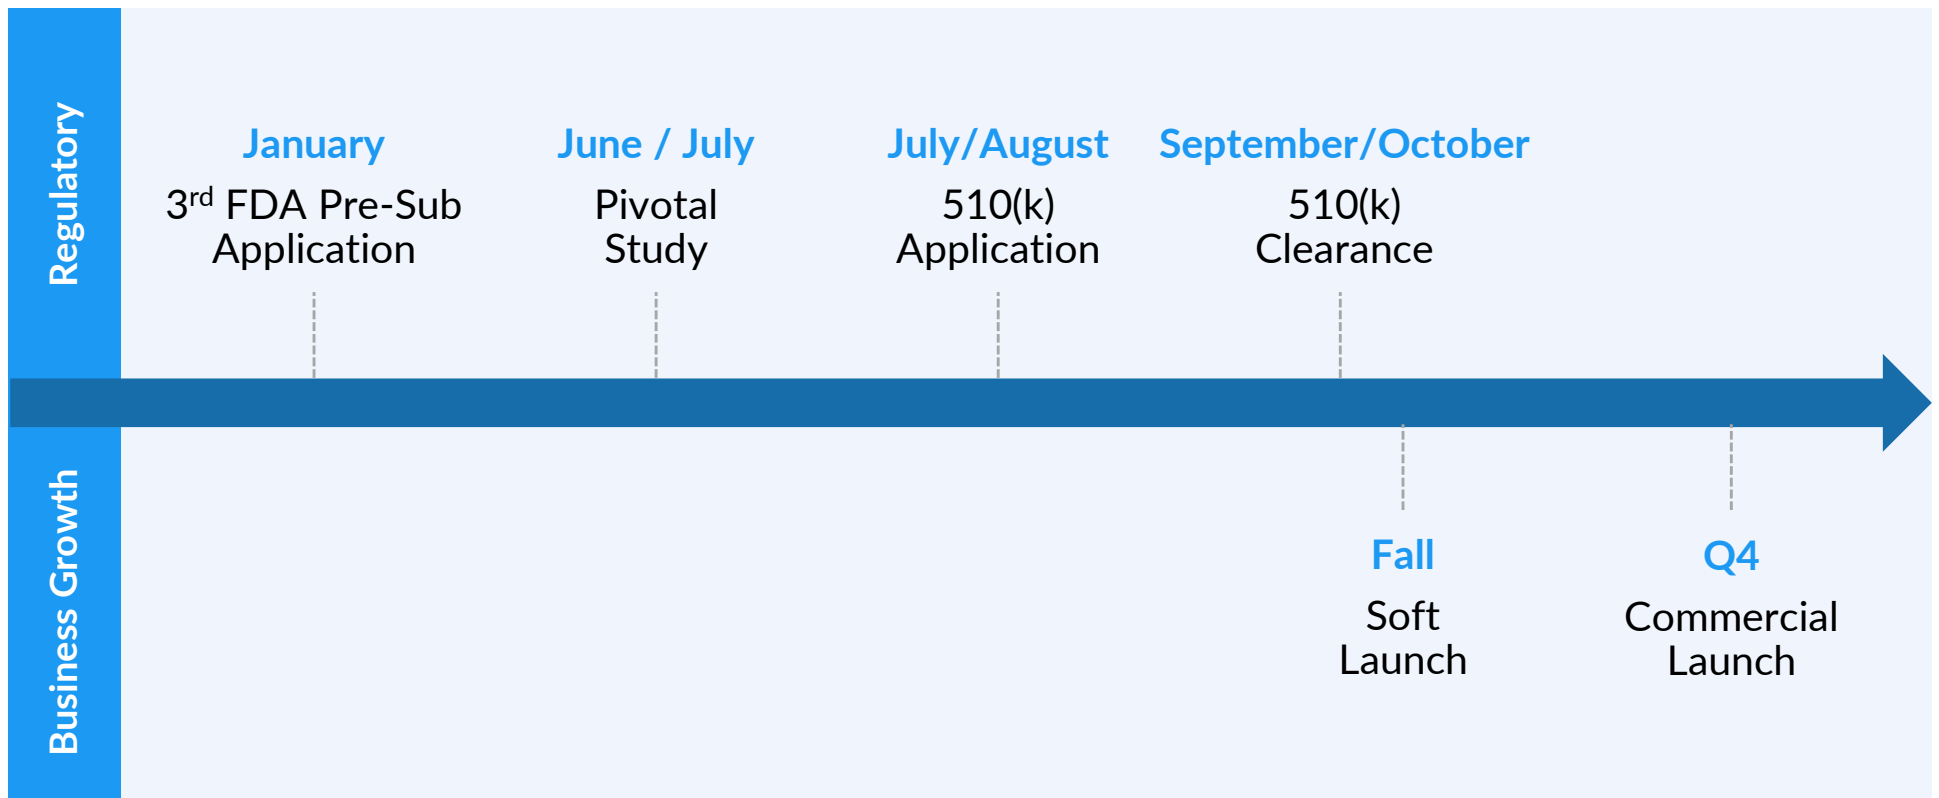 Regulatory
January
3rd FDA Pre-Sub
Application
June / July
Pivotal
Study
July/August
510(k)
Application
September/October
510(k)
Clearance
Business Growth
Fall
Soft
Launch
Q4
Commercial
Launch